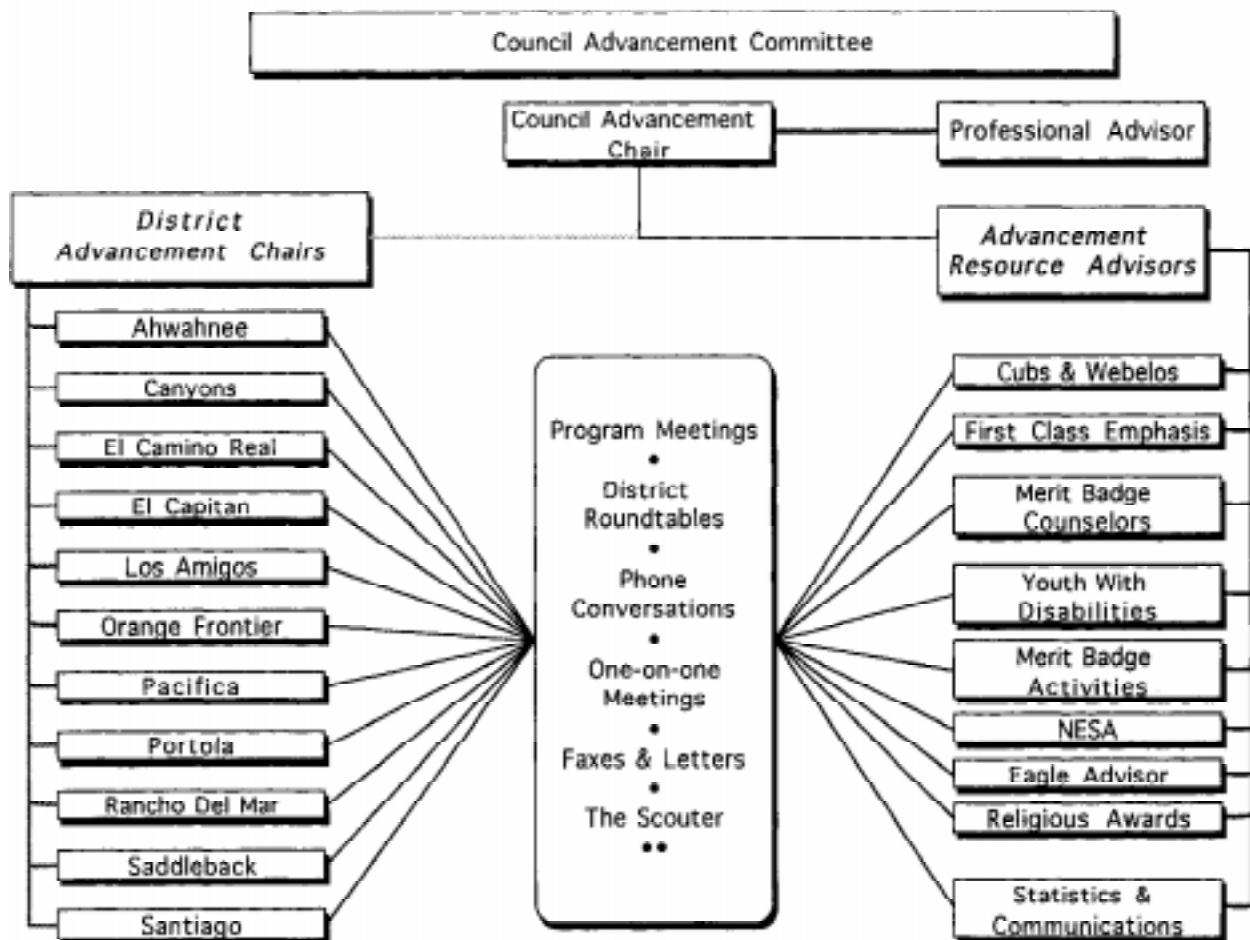 Council Advancement Committee
Council Advancement
Chair
Professional Advisor
District
Advancement Chairs
Advancement
Resource Advisors
Ahwahnee
Canyons
El Camino Real
El Capitan
Los Amigos
Orange Frontier
Pacifica
Portola
Rancho Del Mar
Saddleback
Santiago
Program Meetings
•
District
Roundtables
•
Phone
Conversations
•
One-on-one
Meetings
•
Faxes & Letters
•
The Scouter
••
Cubs & Webelos
First Class Emphasis
Merit Badge
Counselors
Youth With
Disabilities
Merit Badge
Activities
NESA
Eagle Advisor
Religious Awards
Statistics &
Communications